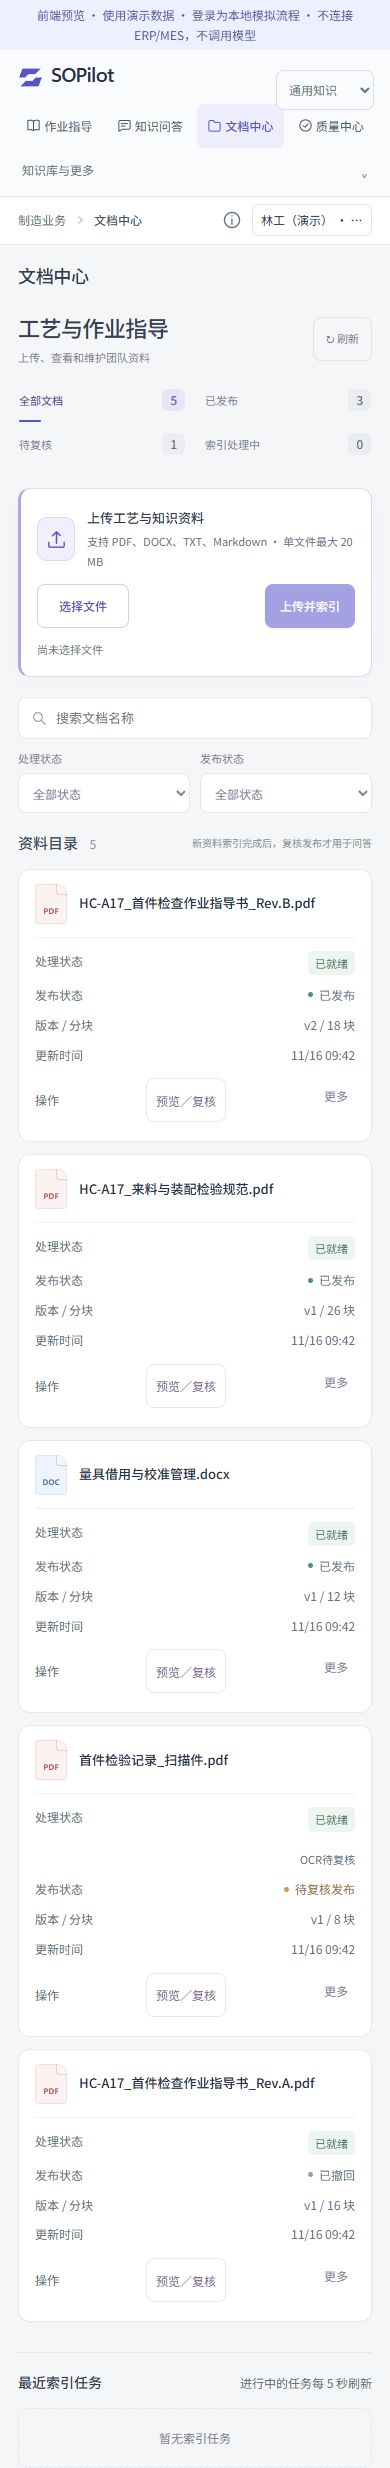 前端预览 · 使用演示数据 · 登录为本地模拟流程 · 不连接
ERP/MES，不调用模型
SOPilot
通用知识
作业指导
知识问答
文档中心
质量中心
知识库与更多
制造业务 > 文档中心
林工（演示） · ···
文档中心
工艺与作业指导
刷新
上传、查看和维护团队资料
全部文档 5
已发布 3
待复核 1
索引处理中 0
上传工艺与知识资料
支持 PDF、DOCX、TXT、Markdown · 单文件最大 20
MB
选择文件
上传并索引
尚未选择文件
搜索文档名称
处理状态
发布状态
全部状态
全部状态
资料目录 5
新资料索引完成后，复核发布才用于问答
PDF
HC-A17_首件检查作业指导书_Rev.B.pdf
处理状态 已就绪
发布状态 已发布
版本 / 分块 v2 / 18 块
更新时间 11/16 09:42
操作 预览／复核 更多
PDF
HC-A17_来料与装配检验规范.pdf
处理状态 已就绪
发布状态 已发布
版本 / 分块 v1 / 26 块
更新时间 11/16 09:42
操作 预览／复核 更多
DOC
量具借用与校准管理.docx
处理状态 已就绪
发布状态 已发布
版本 / 分块 v1 / 12 块
更新时间 11/16 09:42
操作 预览／复核 更多
PDF
首件检验记录_扫描件.pdf
处理状态 已就绪
OCR待复核
发布状态 待复核发布
版本 / 分块 v1 / 8 块
更新时间 11/16 09:42
操作 预览／复核 更多
PDF
HC-A17_首件检查作业指导书_Rev.A.pdf
处理状态 已就绪
发布状态 已撤回
版本 / 分块 v1 / 16 块
更新时间 11/16 09:42
操作 预览／复核 更多
最近索引任务
进行中的任务每 5 秒刷新
暂无索引任务